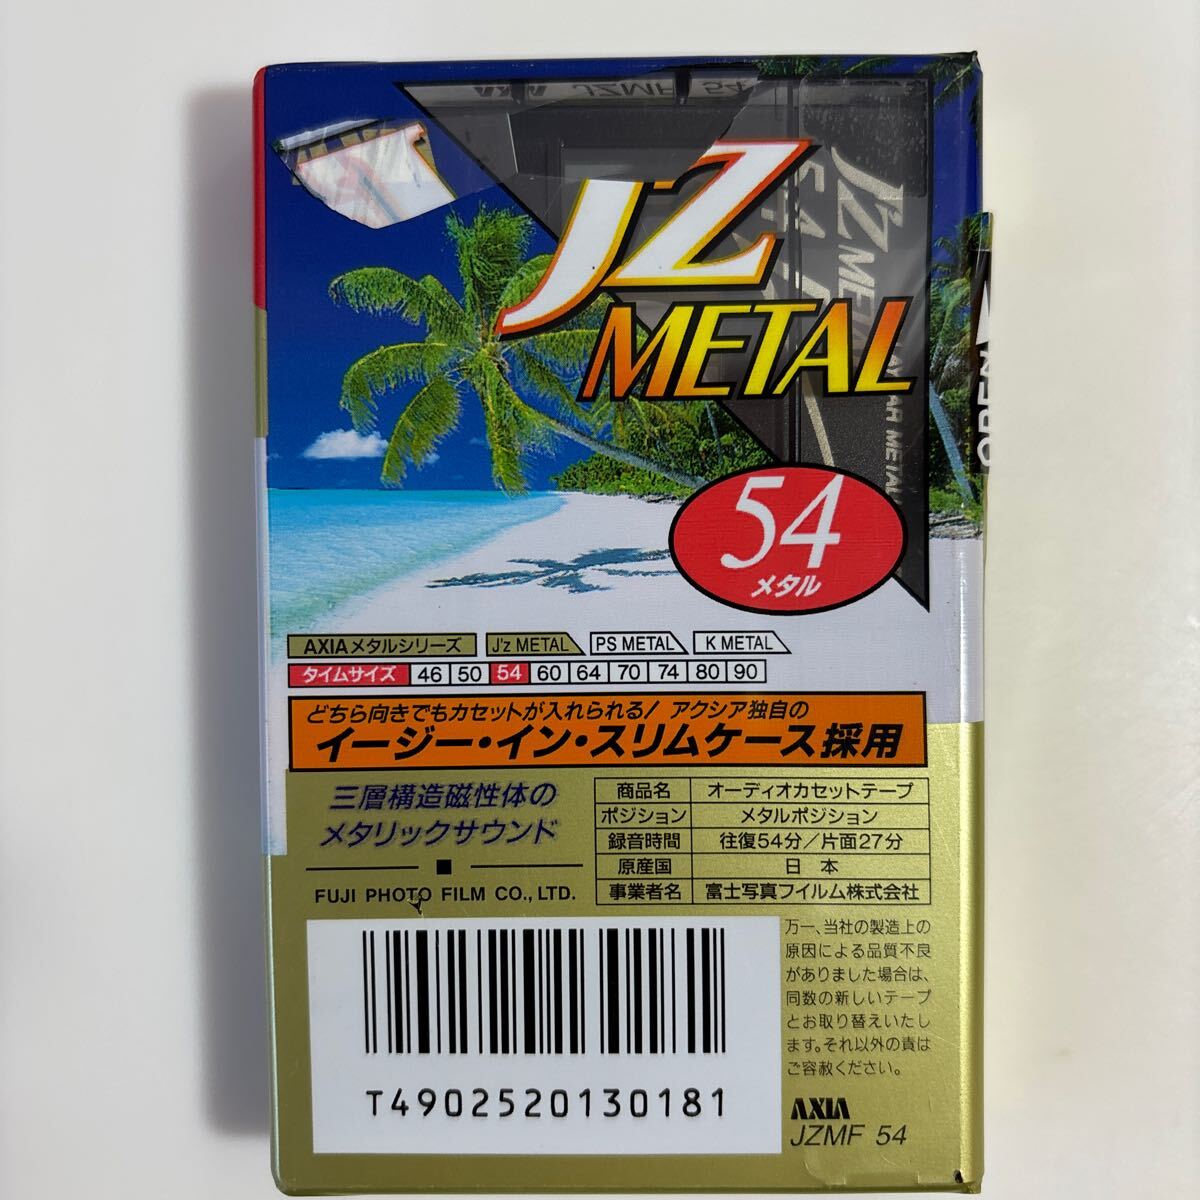 AXIA JZMF 54
JZ
METAL
JZ METAL
OPEN
54
メタル
AXIAメタルシリーズ J'z METAL PS METAL K METAL
タイムサイズ 46 50 54 60 64 70 74 80 90
どちら向きでもカセットが入れられる! アクシア独自の
イージー・イン・スリムケース採用
三層構造磁性体の
メタリックサウンド
FUJI PHOTO FILM CO., LTD.
商品名 オーディオカセットテープ
ポジション メタルポジション
録音時間 往復54分/片面27分
原産国 日本
事業者名 富士写真フイルム株式会社
万一、当社の製造上の
原因による品質不良
がありました場合は、
同数の新しいテープ
とお取り替えいたし
ます。それ以外の責は
ご容赦ください。
T4902520130181
AXIA
JZMF 54